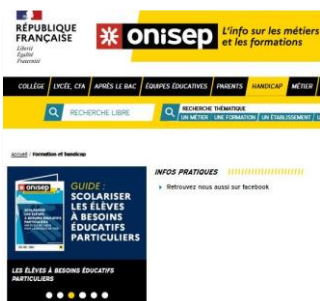 RÉPUBLIQUE
FRANÇAISE
Liberté
Égalité
Fraternité
onisep
L'info sur les métiers
et les formations
COLLÈGE LYCÉE, CFA APRÈS LE BAC ÉQUIPES ÉDUCATIVES PARENTS HANDICAP MÉTIER
RECHERCHE LIBRE
RECHERCHE THÉMATIQUE
UN MÉTIER UNE FORMATION UN ÉTABLISSEMENT
Accueil / Formation et handicap
INFOS PRATIQUES
Retrouvez nous aussi sur facebook
onisep
GUIDE :
SCOLARISER
LES ÉLÈVES
À BESOINS
ÉDUCATIFS
PARTICULIERS
LES ÉLÈVES À BESOINS ÉDUCATIFS
PARTICULIERS